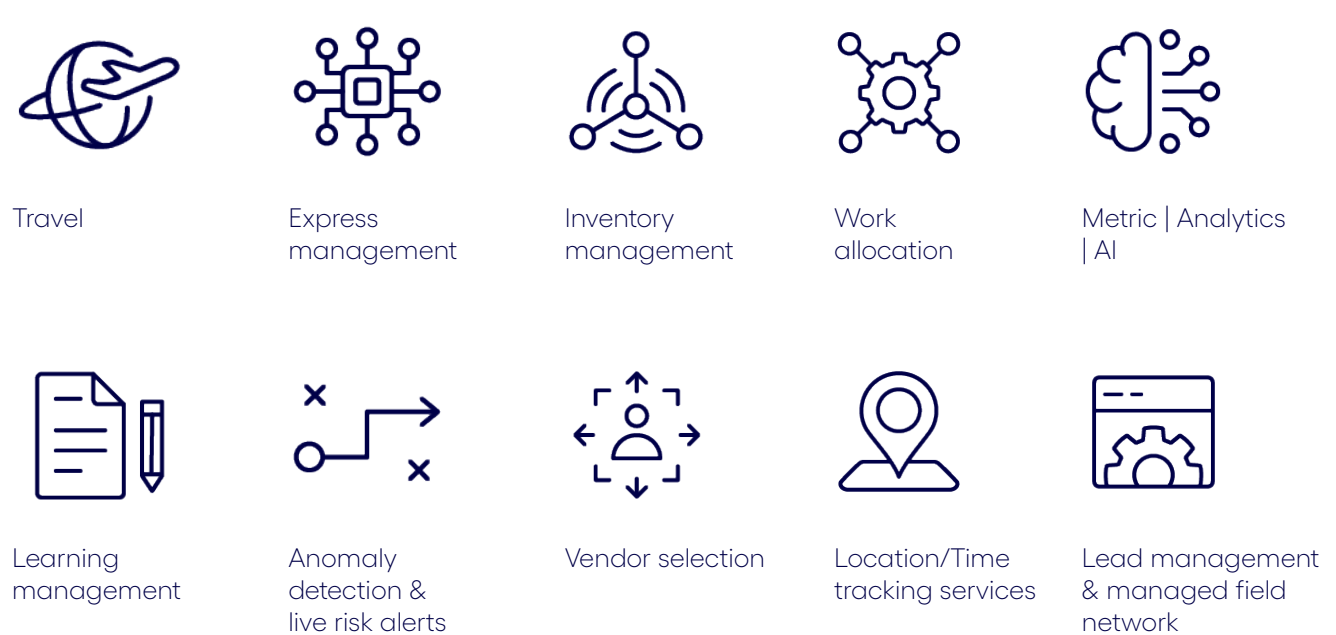 Travel
Express
management
Inventory
management
Work
allocation
Metric | Analytics
| AI
Learning
management
Anomaly
detection &
live risk alerts
Vendor selection
Location/Time
tracking services
Lead management
& managed field
network